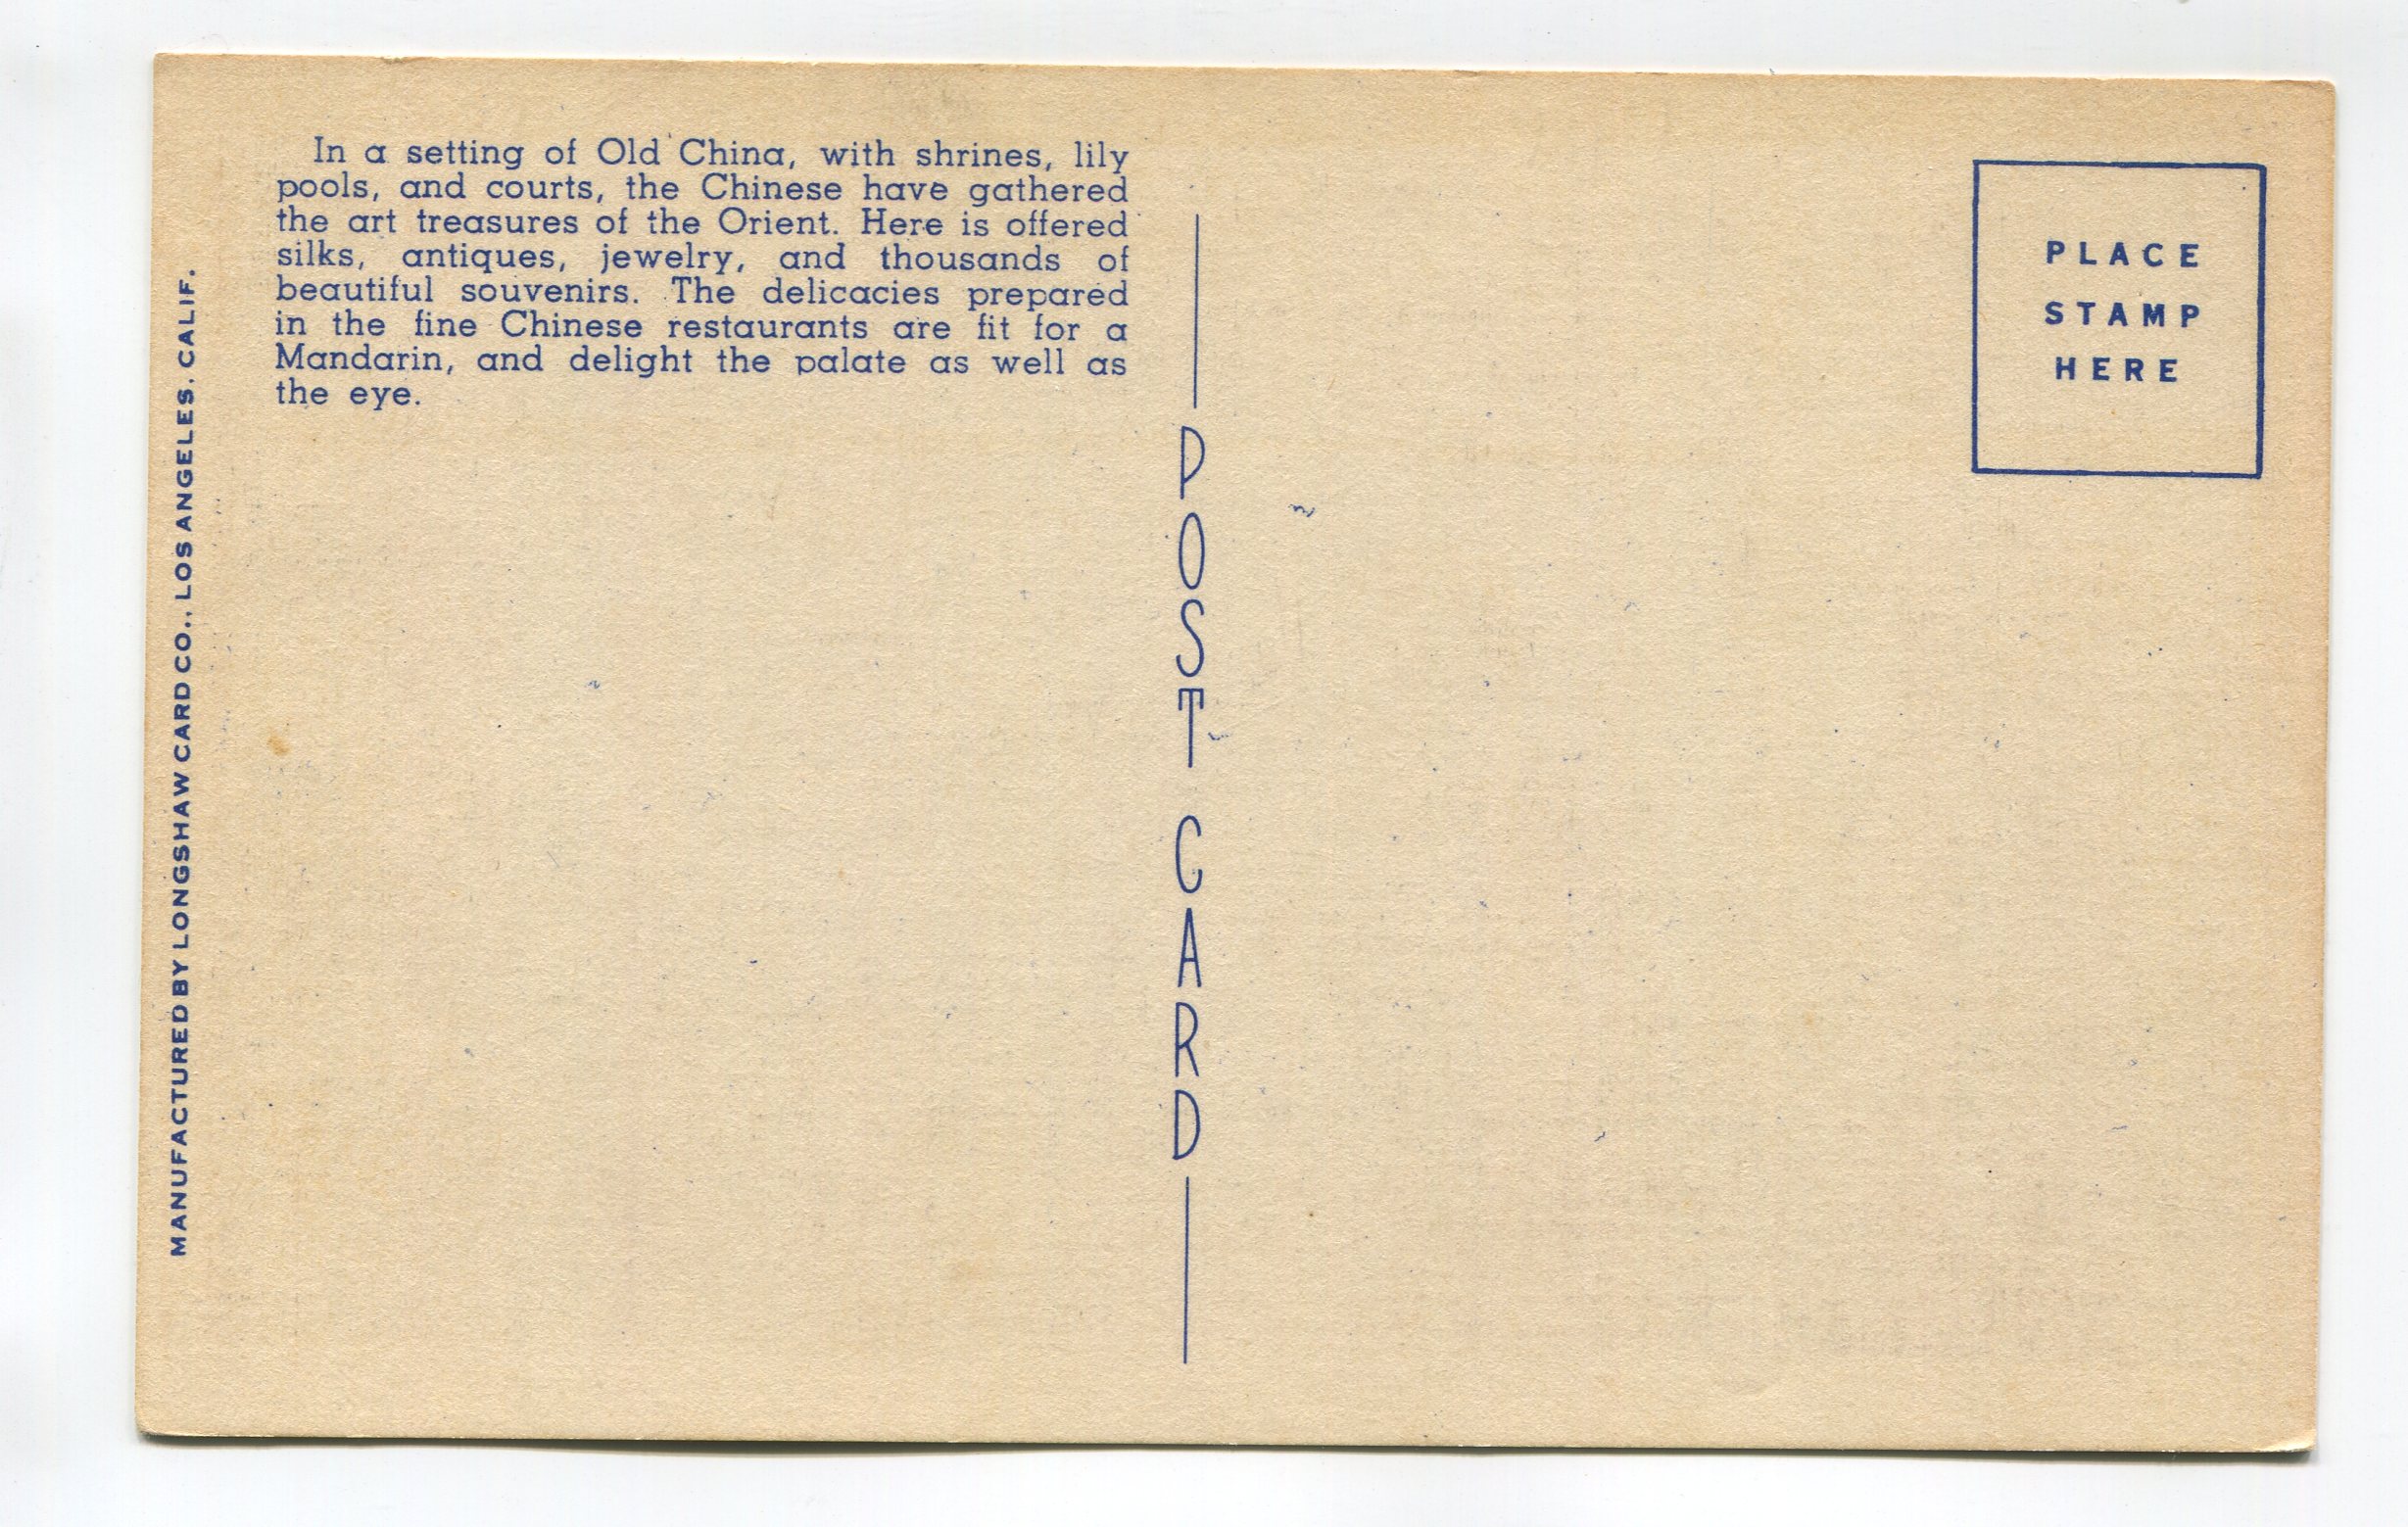 In a setting of Old China, with shrines, lily
pools, and courts, the Chinese have gathered
the art treasures of the Orient. Here is offered
silks, antiques, jewelry, and thousands of
beautiful souvenirs. The delicacies prepared
in the fine Chinese restaurants are fit for a
Mandarin, and delight the palate as well as
the eye.
MANUFACTURED BY LONGSHAW CARD CO., LOS ANGELES, CALIF.
POST CARD
PLACE
STAMP
HERE